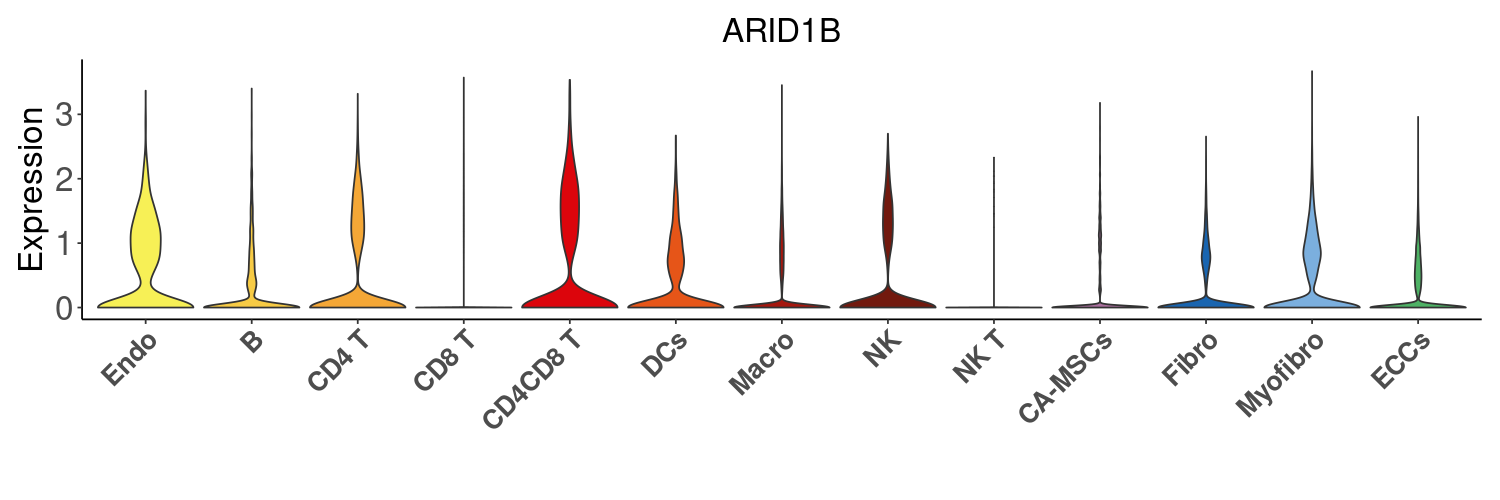 ARID1B
Expression
3
2
1
0
Endo
B
CD4 T
CD8 T
CD4CD8 T
DCs
Macro
NK
NK T
CA-MSCs
Fibro
Myofibro
ECCs